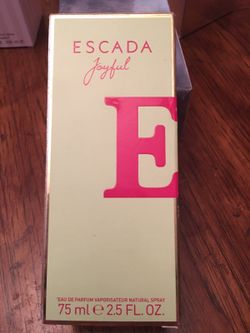 ESCADA
Joyful
E
EAU DE PARFUM VAPORISATEUR NATURAL SPRAY
75 ml e 2.5 FL. OZ.